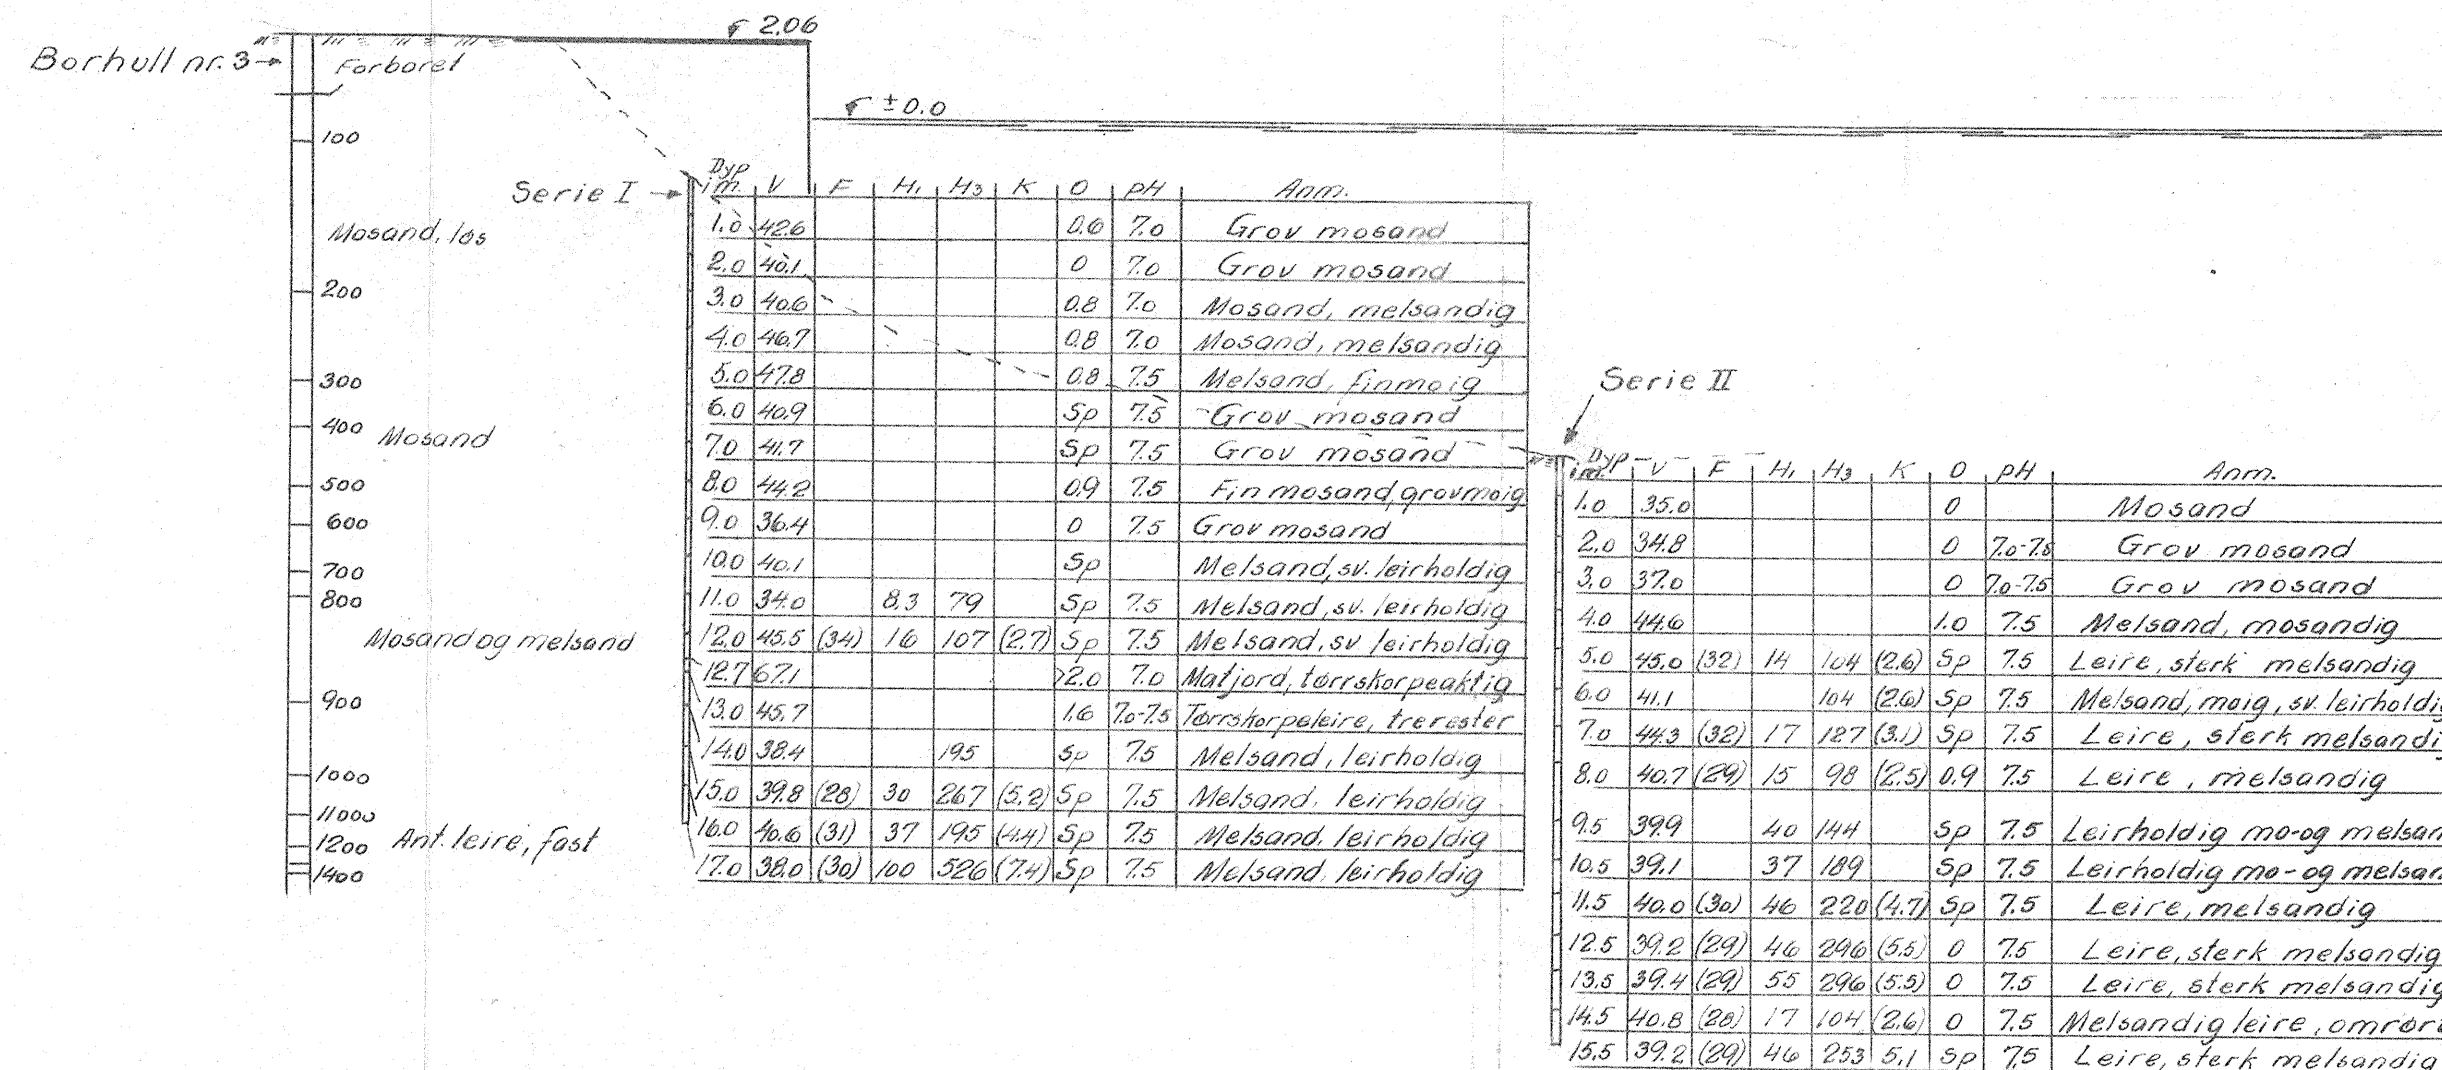 2.06
Borhull nr. 3
Forboret
±0.0
100
Mosand, løs
200
300
400 Mosand
500
600
700
800
Mosand og melsand
900
1000
11000
1200 Ant. leire, fast
1400
Serie I
Dyp i m. V F H1 H3 K O pH Anm.
1.0 42.6 0.6 7.0 Grov mosand
2.0 40.1 0 7.0 Grov mosand
3.0 40.6 0.8 7.0 Mosand, melsandig
4.0 46.7 0.8 7.0 Mosand, melsandig
5.0 47.8 0.8 7.5 Melsand, finmoig
6.0 40.9 Sp 7.5 Grov mosand
7.0 41.7 Sp 7.5 Grov mosand
8.0 44.2 0.9 7.5 Fin mosand, grovmoig
9.0 36.4 0 7.5 Grov mosand
10.0 40.1 Sp Melsand, sv. leirholdig
11.0 34.0 8.3 79 Sp 7.5 Melsand, sv. leirholdig
12.0 45.5 (34) 16 107 (2.7) Sp 7.5 Melsand, sv leirholdig
12.7 67.1 >2.0 7.0 Matjord, tørrskorpeaktig
13.0 45.7 1.6 7.0-7.5 Tørrskorpeleire, trerester
14.0 38.4 195 Sp 7.5 Melsand, leirholdig
15.0 39.8 (28) 30 267 (5.2) Sp 7.5 Melsand, leirholdig
16.0 40.6 (31) 37 195 (4.4) Sp 7.5 Melsand, leirholdig
17.0 38.0 (30) 100 526 (7.4) Sp 7.5 Melsand, leirholdig
Serie II
Dyp i m. V F H1 H3 K O pH Anm.
1.0 35.0 0 Mosand
2.0 34.8 0 7.0-7.5 Grov mosand
3.0 37.0 0 7.0-7.5 Grov mosand
4.0 44.6 1.0 7.5 Melsand, mosandig
5.0 45.0 (32) 14 104 (2.6) Sp 7.5 Leire, sterk melsandig
6.0 41.1 104 (2.6) Sp 7.5 Melsand, moig, sv. leirholdi
7.0 44.3 (32) 17 127 (3.1) Sp 7.5 Leire, sterk melsandi
8.0 40.7 (29) 15 98 (2.5) 0.9 7.5 Leire, melsandig
9.5 39.9 40 144 Sp 7.5 Leirholdig mo-og melsan
10.5 39.1 37 189 Sp 7.5 Leirholdig mo-og melsan
11.5 40.0 (30) 46 220 (4.7) Sp 7.5 Leire, melsandig
12.5 39.2 (29) 46 296 (5.5) 0 7.5 Leire, sterk melsandig
13.5 39.4 (29) 55 296 (5.5) 0 7.5 Leire, sterk melsandig
14.5 40.8 (28) 17 104 (2.6) 0 7.5 Melsandig leire, omrørt
15.5 39.2 (29) 46 253 5.1 Sp 7.5 Leire, sterk melsandig